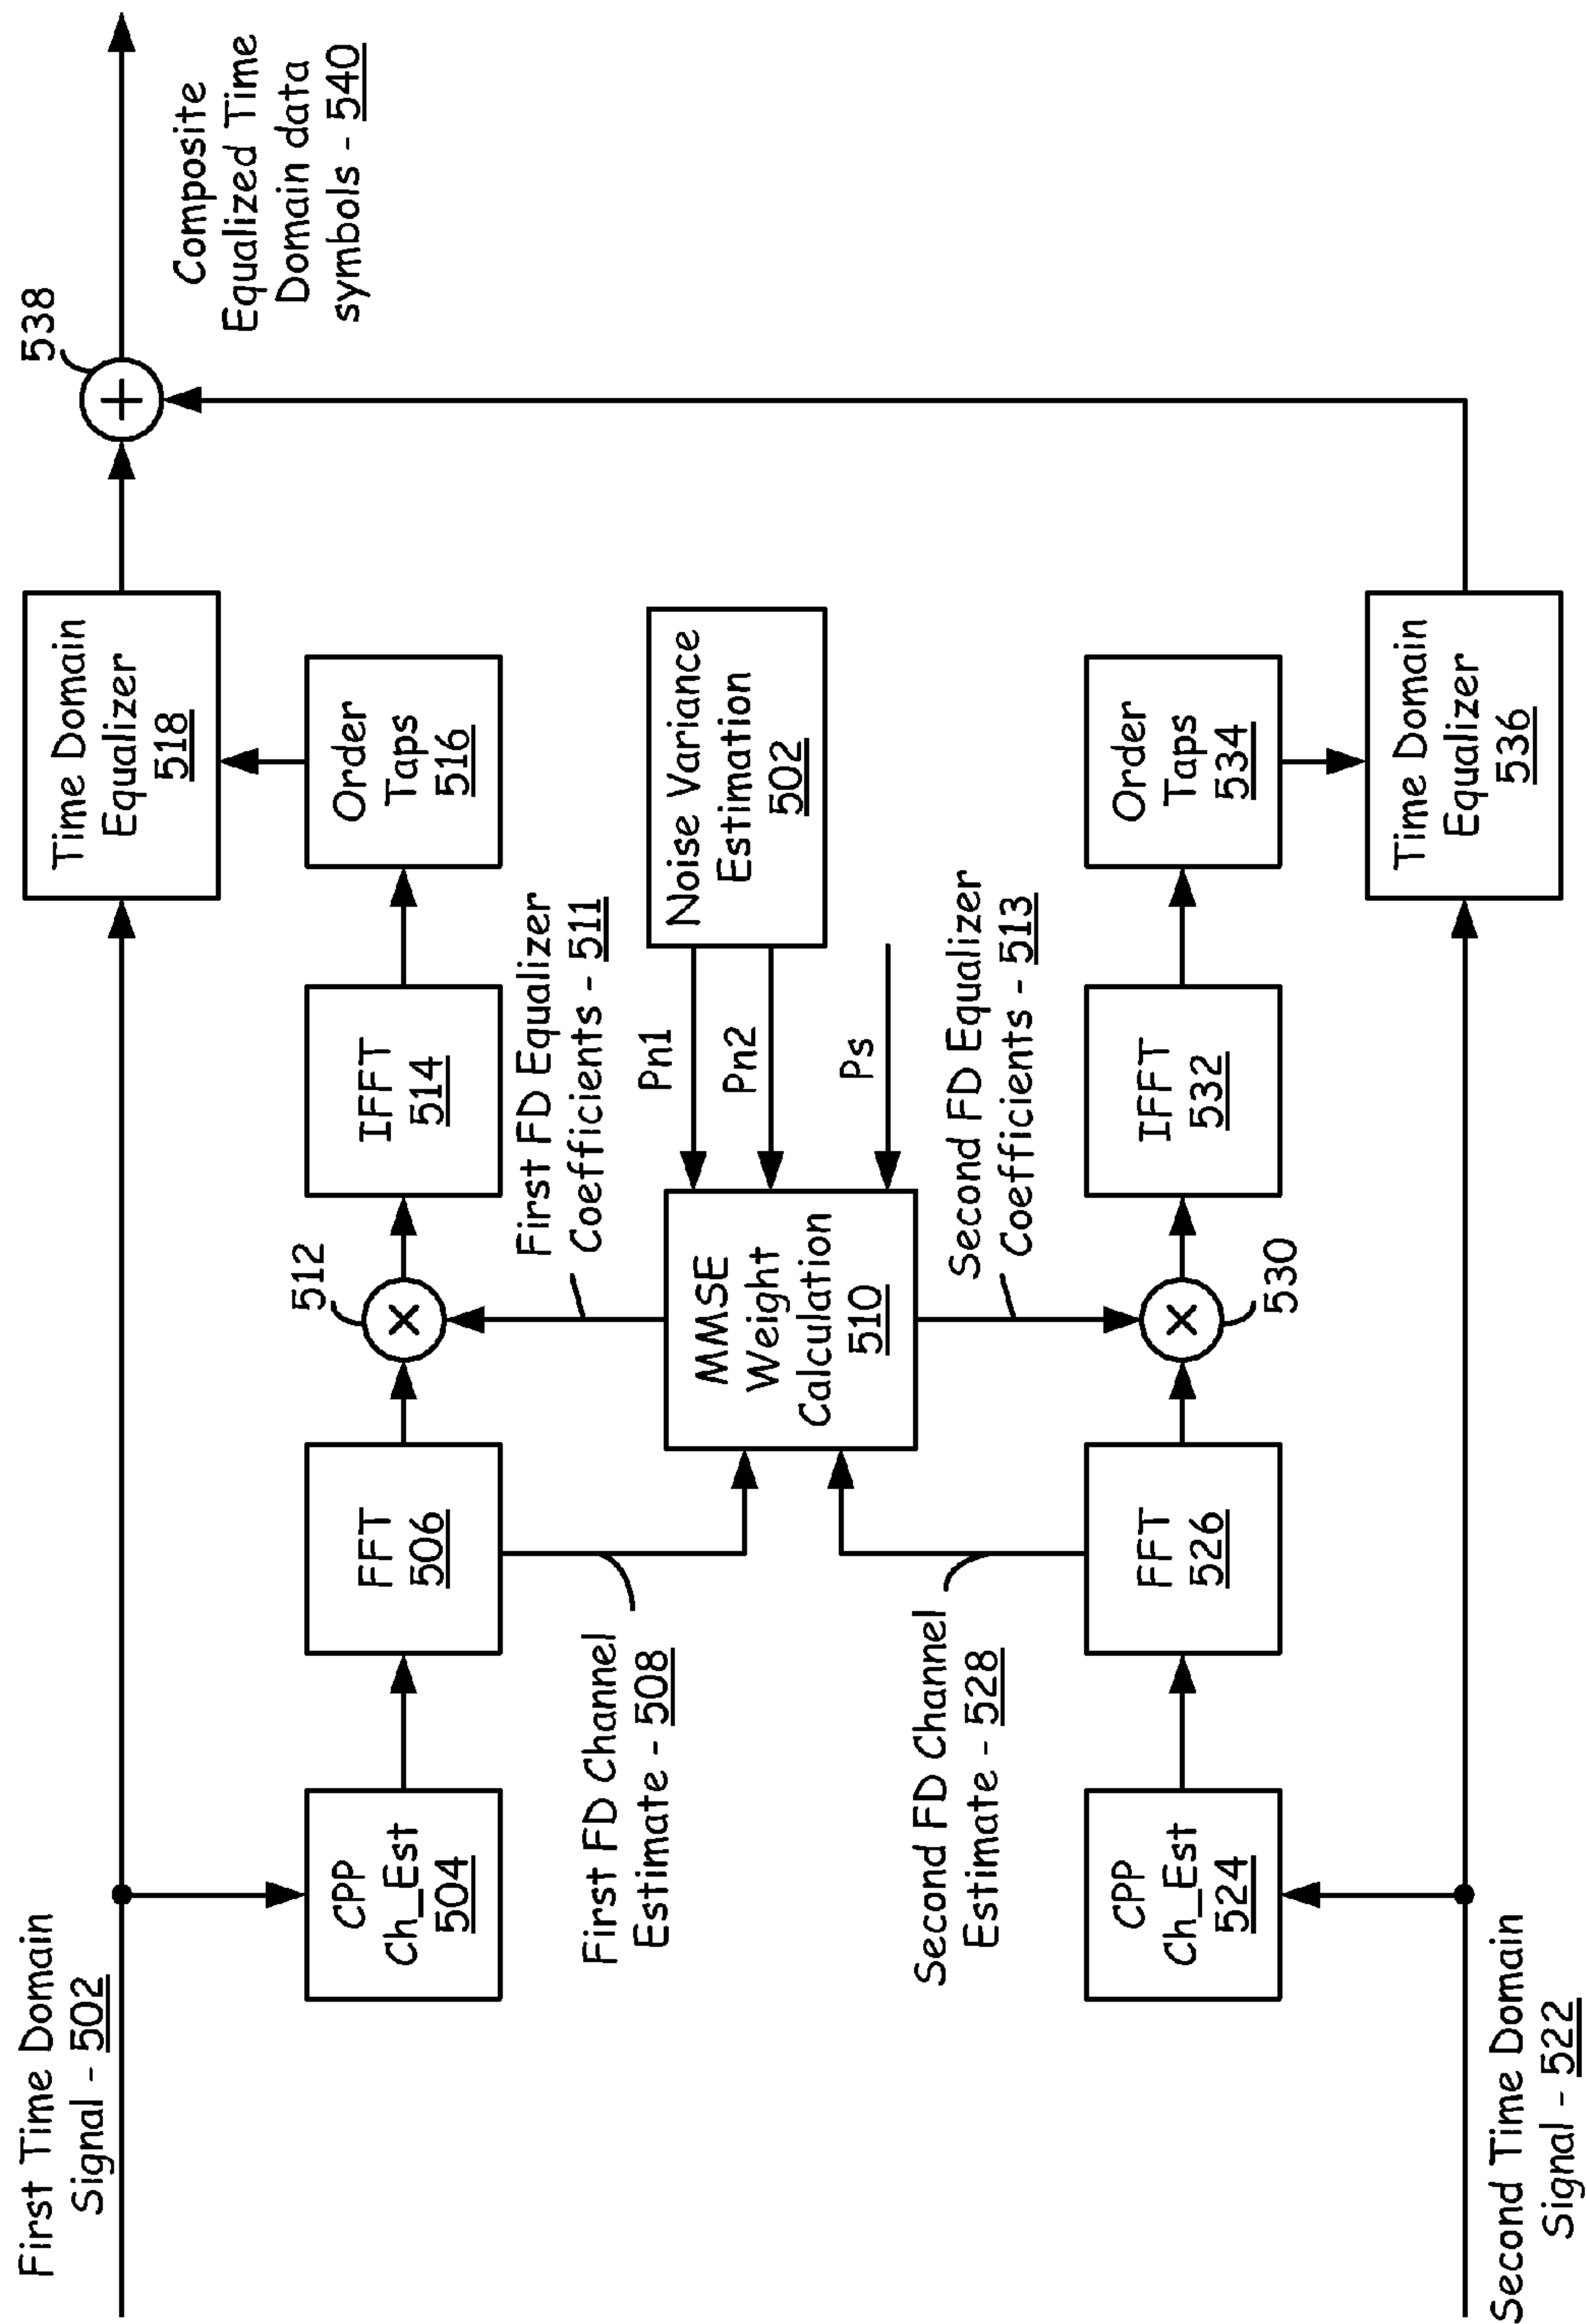 First Time Domain
Signal - 502
CPP
Ch_Est
504
FFT
506
First FD Channel
Estimate - 508
512
IFFT
514
First FD Equalizer
Coefficients - 511
Order
Taps
516
Time Domain
Equalizer
518
538
Composite
Equalized Time
Domain data
symbols - 540
MMSE
Weight
Calculation
510
Pn1
Pn2
Ps
Noise Variance
Estimation
502
Second FD Channel
Estimate - 528
Second FD Equalizer
Coefficients - 513
CPP
Ch_Est
524
FFT
526
530
IFFT
532
Order
Taps
534
Time Domain
Equalizer
536
Second Time Domain
Signal - 522